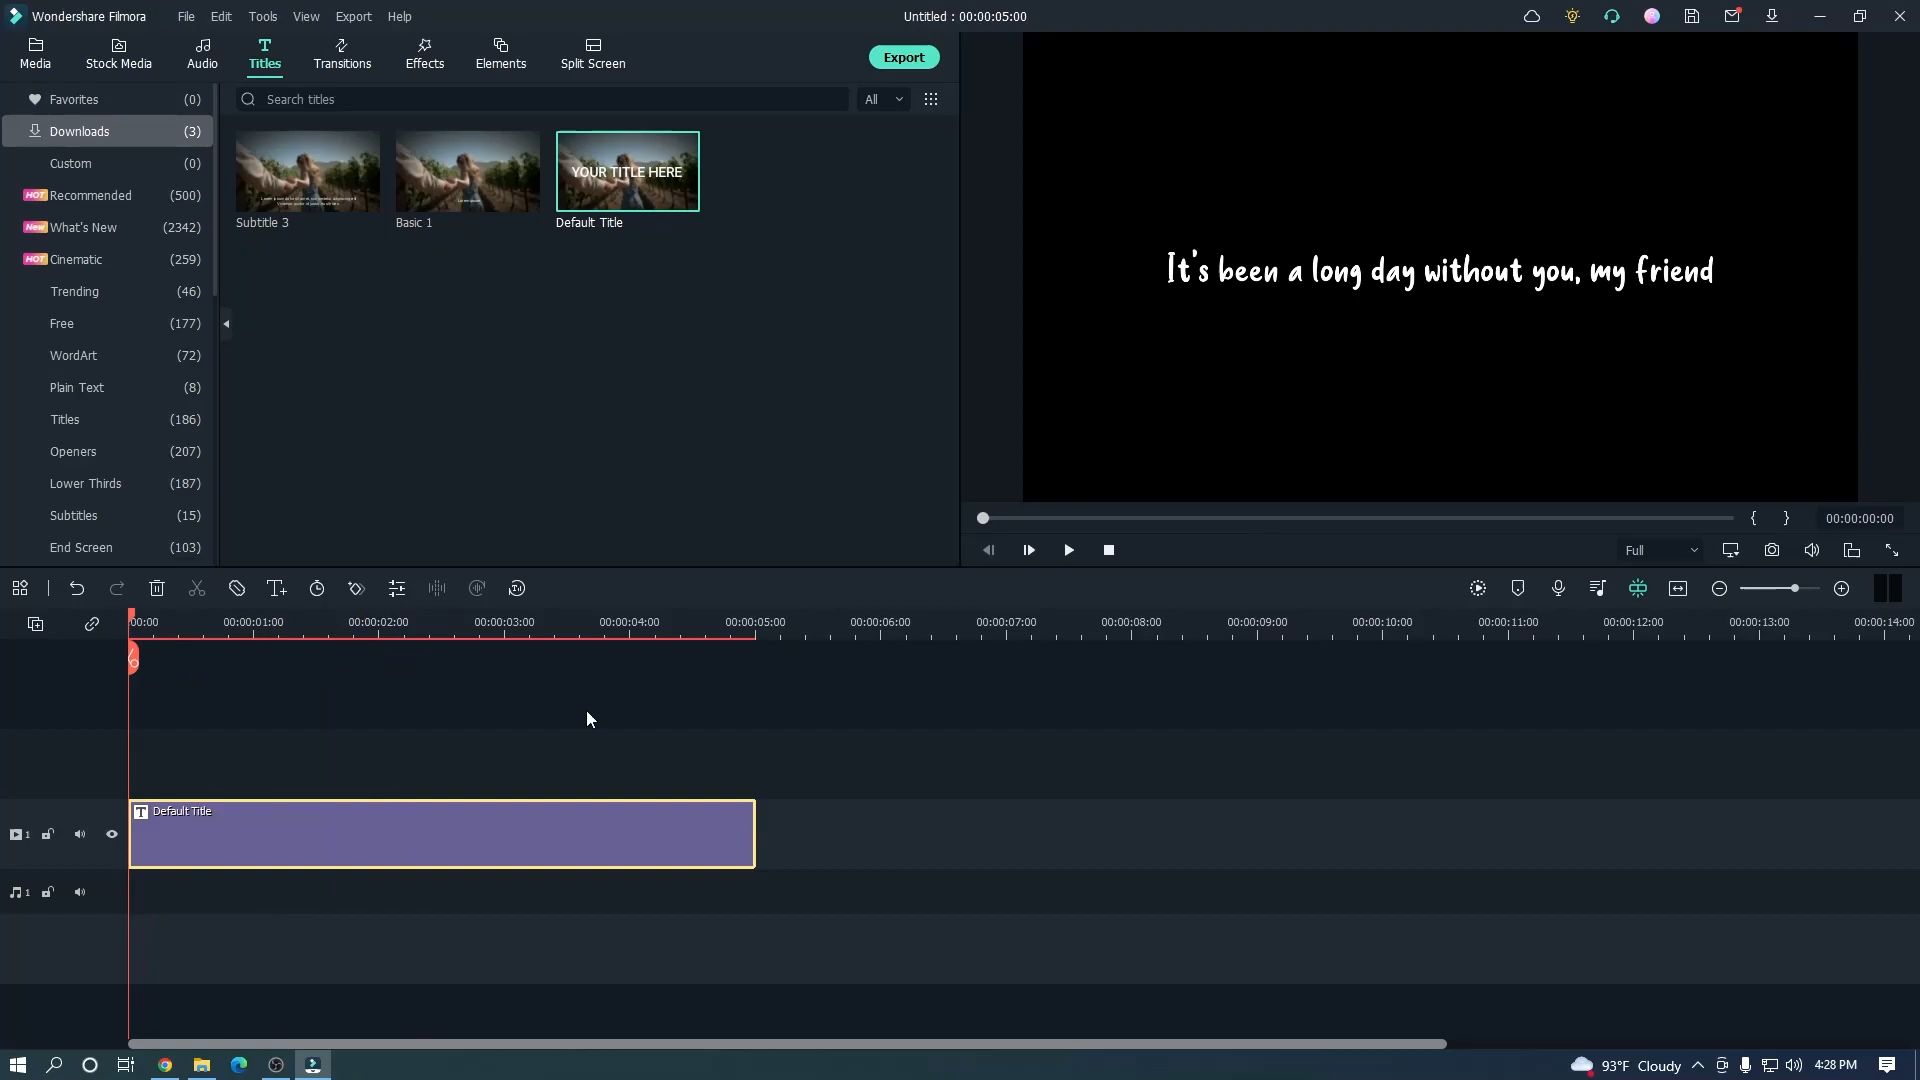 Wondershare Filmora File Edit Tools View Export Help Untitled : 00:00:05:00
Media Stock Media Audio Titles Transitions Effects Elements Split Screen Export
Favorites (0)
Downloads (3)
Custom (0)
HOT Recommended (500)
New What's New (2342)
HOT Cinematic (259)
Trending (46)
Free (177)
WordArt (72)
Plain Text (8)
Titles (186)
Openers (207)
Lower Thirds (187)
Subtitles (15)
End Screen (103)
Search titles All
YOUR TITLE HERE
Subtitle 3 Basic 1 Default Title
It's been a long day without you, my friend
{ } 00:00:00:00
Full
00:00 00:00:01:00 00:00:02:00 00:00:03:00 00:00:04:00 00:00:05:00 00:00:06:00 00:00:07:00 00:00:08:00 00:00:09:00 00:00:10:00 00:00:11:00 00:00:12:00 00:00:13:00 00:00:14:00
T Default Title
1
1
93°F Cloudy 4:28 PM